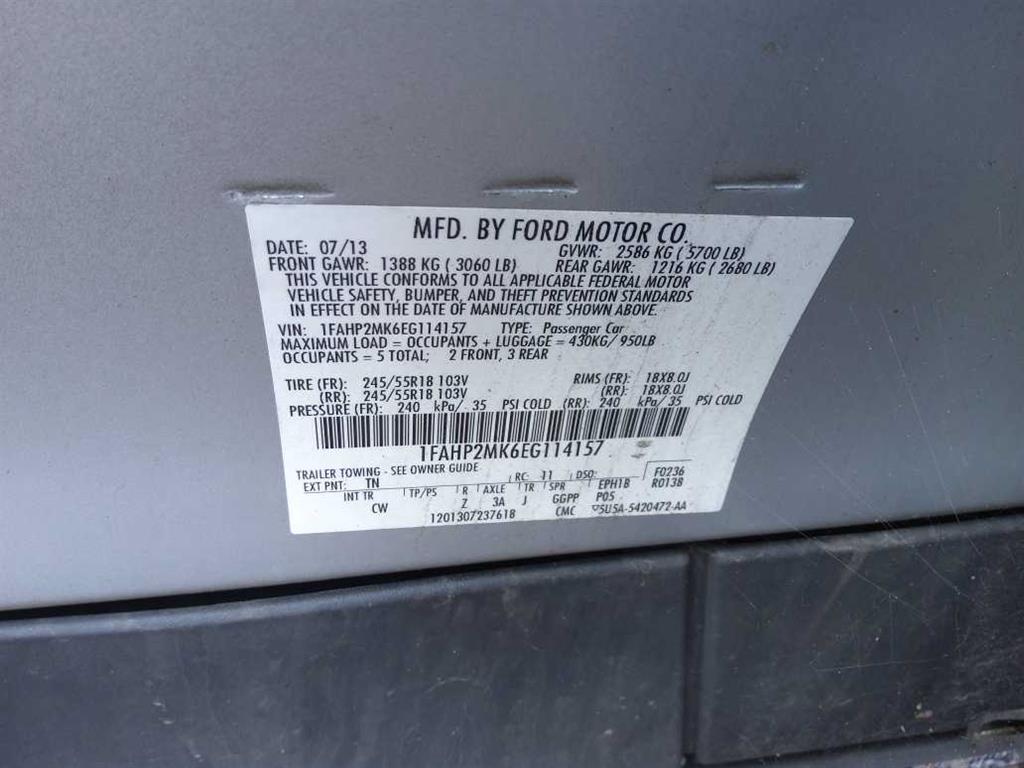 MFD. BY FORD MOTOR CO.
DATE: 07/13 GVWR: 2586 KG ( 5700 LB)
FRONT GAWR: 1388 KG ( 3060 LB) REAR GAWR: 1216 KG ( 2680 LB)
THIS VEHICLE CONFORMS TO ALL APPLICABLE FEDERAL MOTOR
VEHICLE SAFETY, BUMPER, AND THEFT PREVENTION STANDARDS
IN EFFECT ON THE DATE OF MANUFACTURE SHOWN ABOVE.
VIN: 1FAHP2MK6EG114157 TYPE: Passenger Car
MAXIMUM LOAD = OCCUPANTS + LUGGAGE = 430KG/ 950LB
OCCUPANTS = 5 TOTAL; 2 FRONT, 3 REAR
TIRE (FR): 245/55R18 103V RIMS (FR): 18X8.0J
(RR): 245/55R18 103V (RR): 18X8.0J
PRESSURE (FR): 240 kPa/ 35 PSI COLD (RR): 240 kPa/ 35 PSI COLD
1FAHP2MK6EG114157
TRAILER TOWING - SEE OWNER GUIDE
EXT PNT: TN RC: 11 DSO: F0236
R0138
INT TR TP/PS R AXLE TR SPR EPH1B
CW Z 3A J GGPP P05
1201307237618 CMC 5U5A-5420472-AA